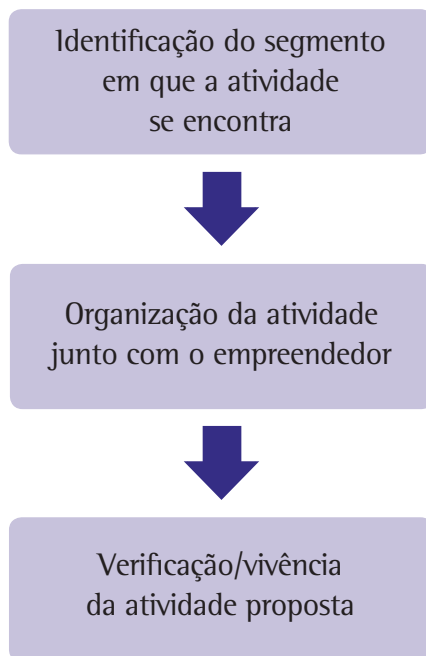 Identificação do segmento
em que a atividade
se encontra
Organização da atividade
junto com o empreendedor
Verificação/vivência
da atividade proposta